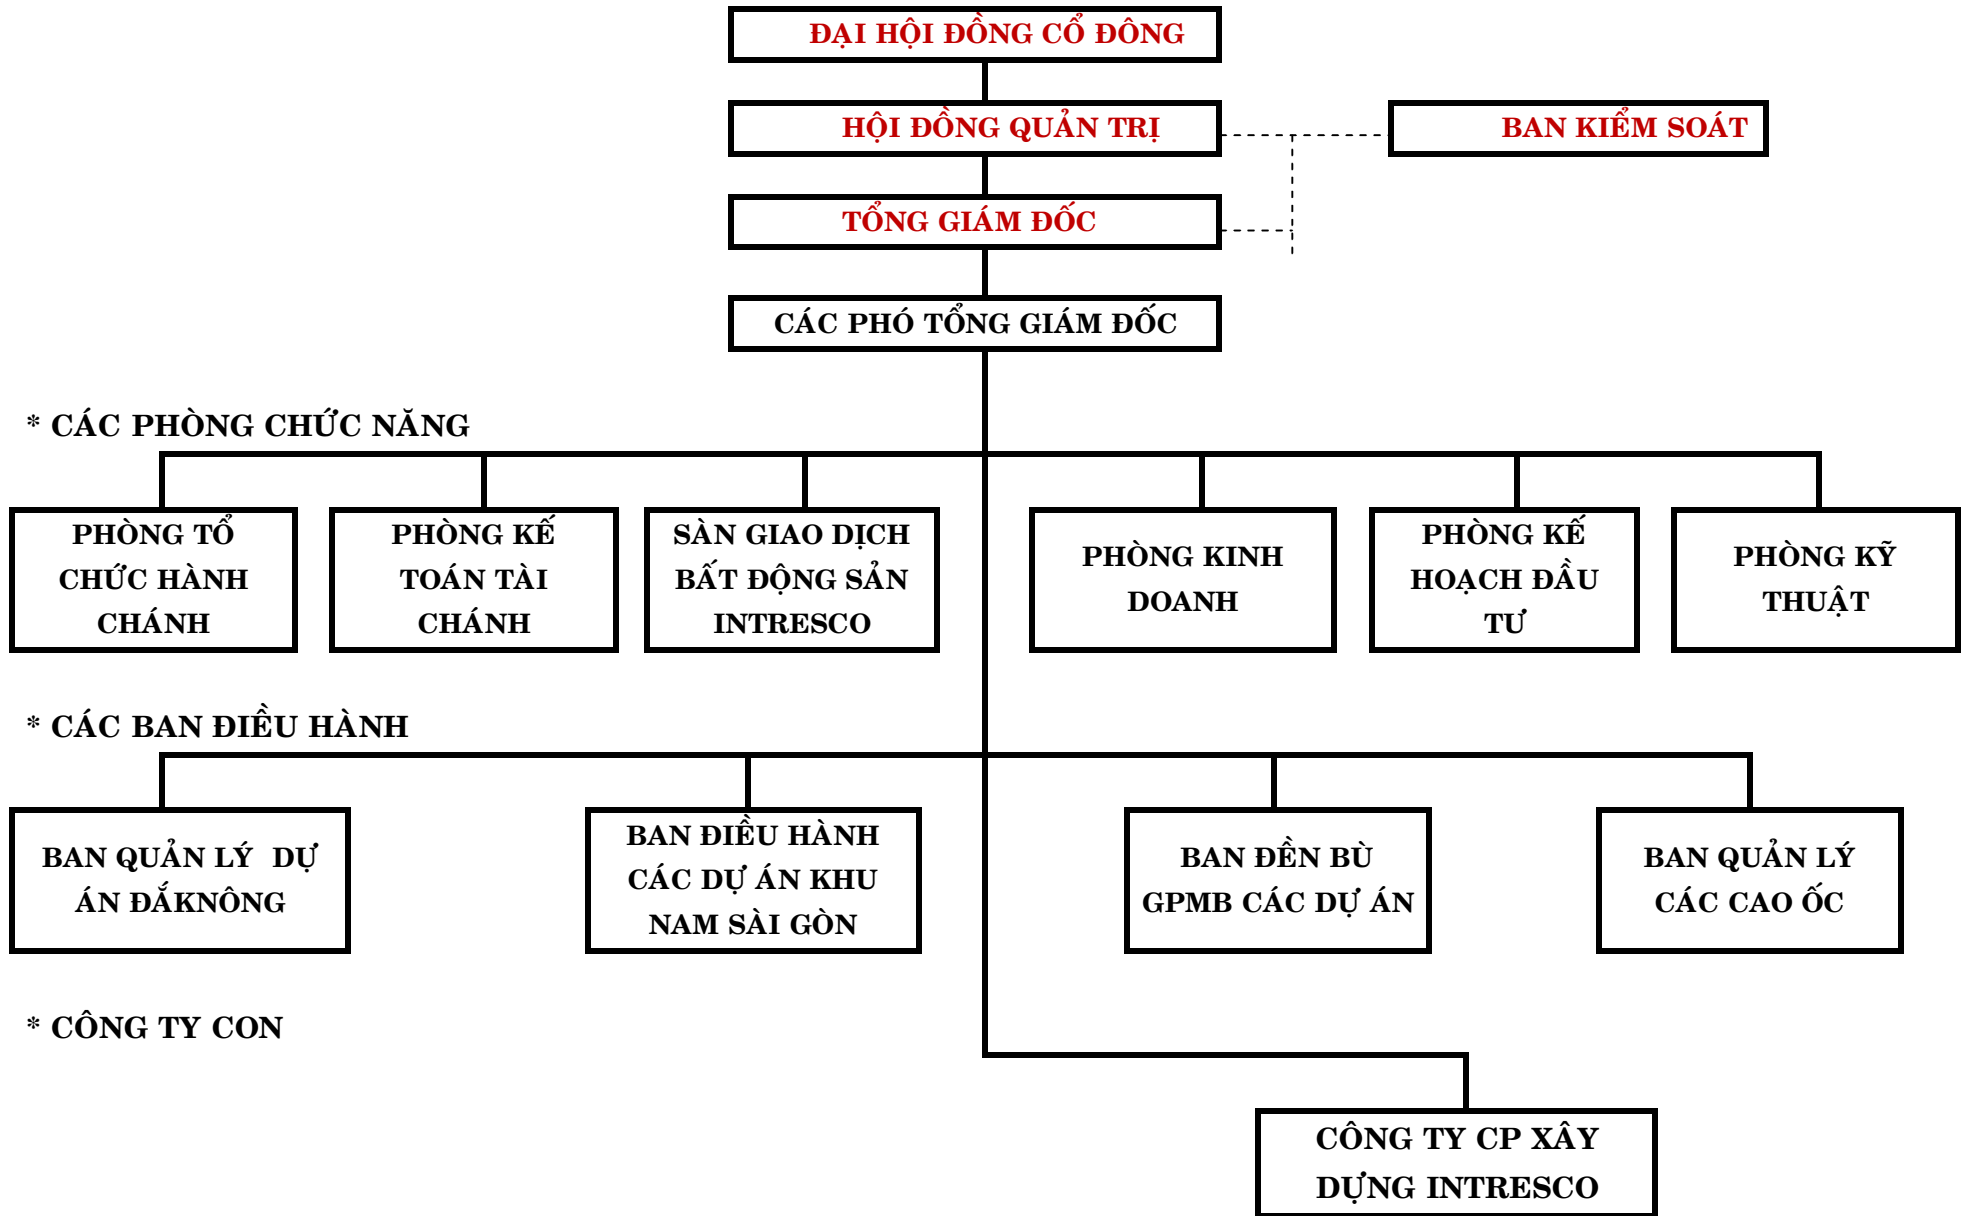 ĐẠI HỘI ĐỒNG CỔ ĐÔNG
HỘI ĐỒNG QUẢN TRỊ
BAN KIỂM SOÁT
TỔNG GIÁM ĐỐC
CÁC PHÓ TỔNG GIÁM ĐỐC
* CÁC PHÒNG CHỨC NĂNG
PHÒNG TỔ
CHỨC HÀNH
CHÁNH
PHÒNG KẾ
TOÁN TÀI
CHÁNH
SÀN GIAO DỊCH
BẤT ĐỘNG SẢN
INTRESCO
PHÒNG KINH
DOANH
PHÒNG KẾ
HOẠCH ĐẦU
TƯ
PHÒNG KỸ
THUẬT
* CÁC BAN ĐIỀU HÀNH
BAN QUẢN LÝ DỰ
ÁN ĐẮKNÔNG
BAN ĐIỀU HÀNH
CÁC DỰ ÁN KHU
NAM SÀI GÒN
BAN ĐỀN BÙ
GPMB CÁC DỰ ÁN
BAN QUẢN LÝ
CÁC CAO ỐC
* CÔNG TY CON
CÔNG TY CP XÂY
DỰNG INTRESCO